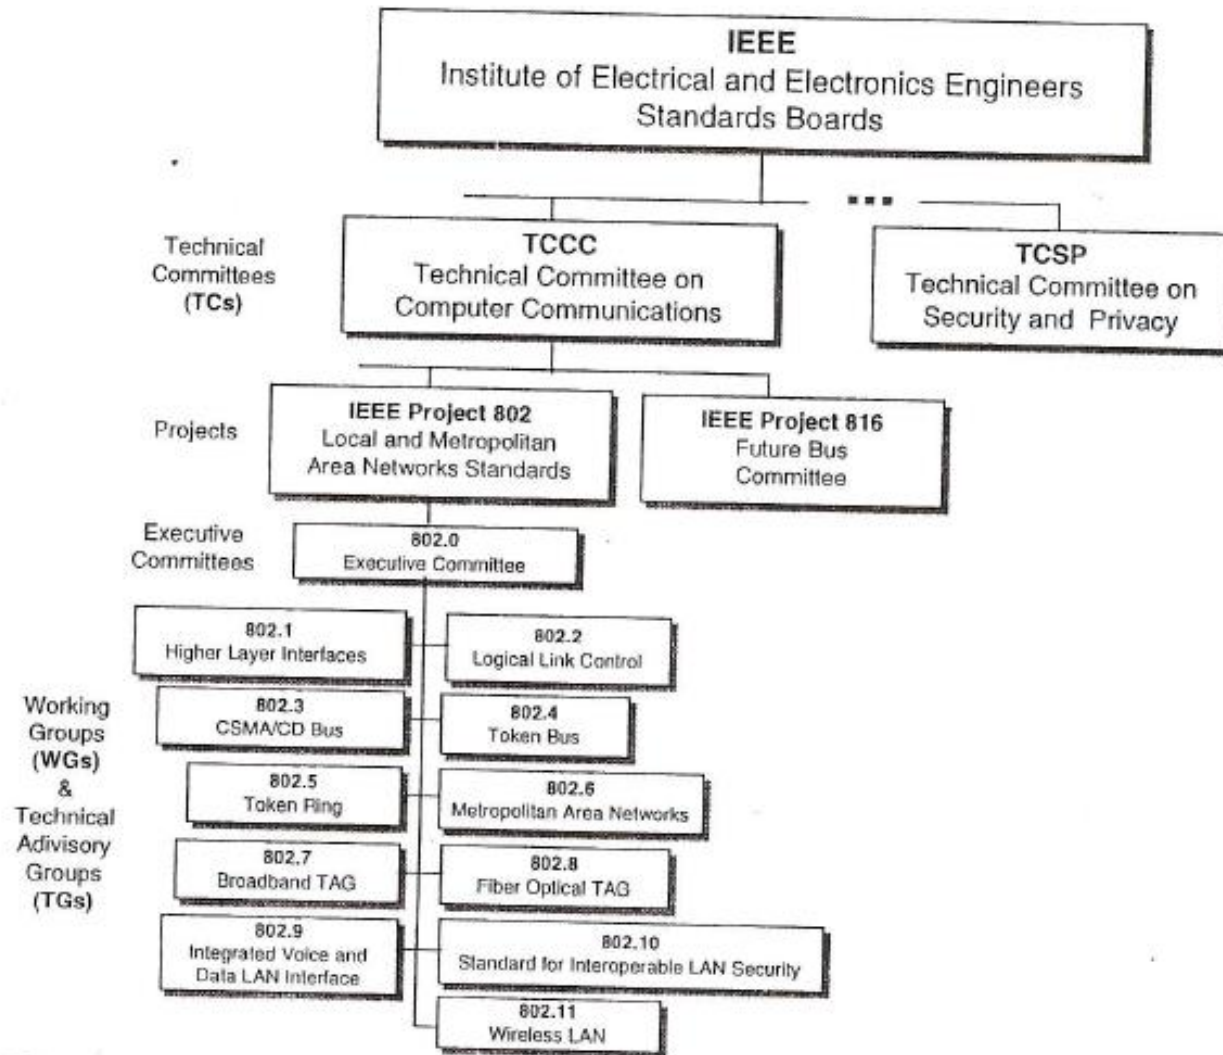 IEEE
Institute of Electrical and Electronics Engineers
Standards Boards
Technical
Committees
(TCs)
TCCC
Technical Committee on
Computer Communications
TCSP
Technical Committee on
Security and Privacy
Projects
IEEE Project 802
Local and Metropolitan
Area Networks Standards
IEEE Project 816
Future Bus
Committee
Executive
Committees
802.0
Executive Committee
Working
Groups
(WGs)
&
Technical
Adivisory
Groups
(TGs)
802.1
Higher Layer Interfaces
802.2
Logical Link Control
802.3
CSMA/CD Bus
802.4
Token Bus
802.5
Token Ring
802.6
Metropolitan Area Networks
802.7
Broadband TAG
802.8
Fiber Optical TAG
802.9
Integrated Voice and
Data LAN Interface
802.10
Standard for Interoperable LAN Security
802.11
Wireless LAN